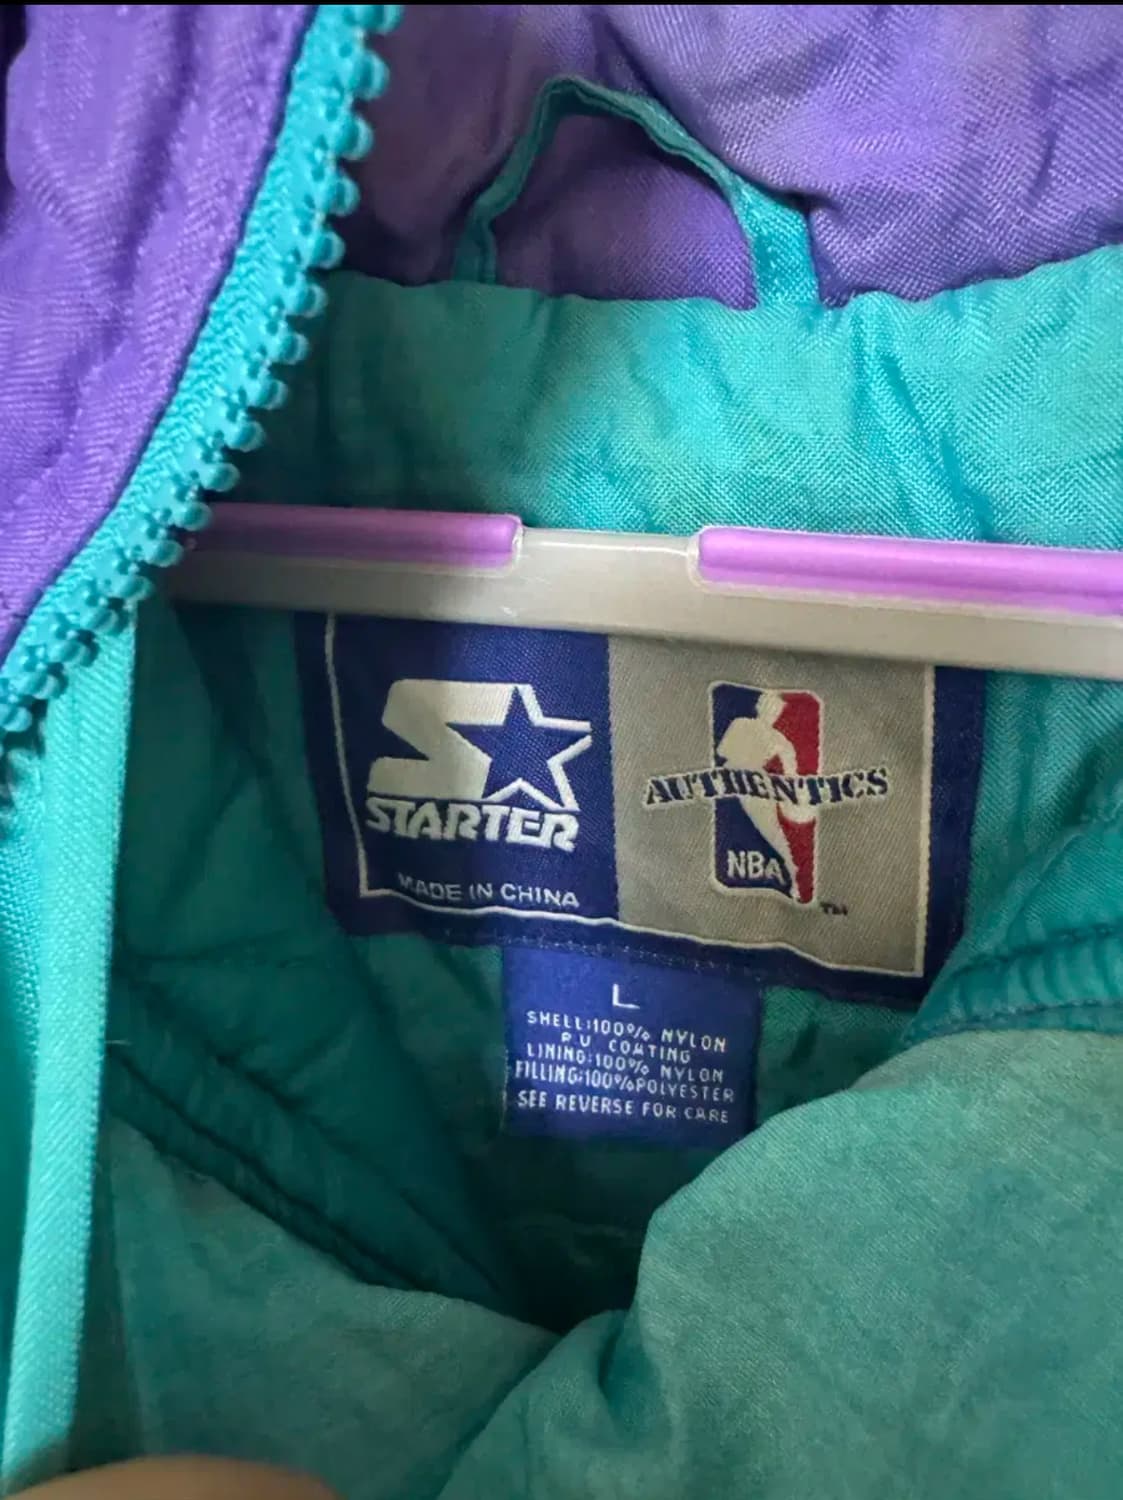 STARTER
MADE IN CHINA
AUTHENTICS
NBA
TM
L
SHELL:100% NYLON
PU COATING
LINING:100% NYLON
FILLING:100%POLYESTER
SEE REVERSE FOR CARE